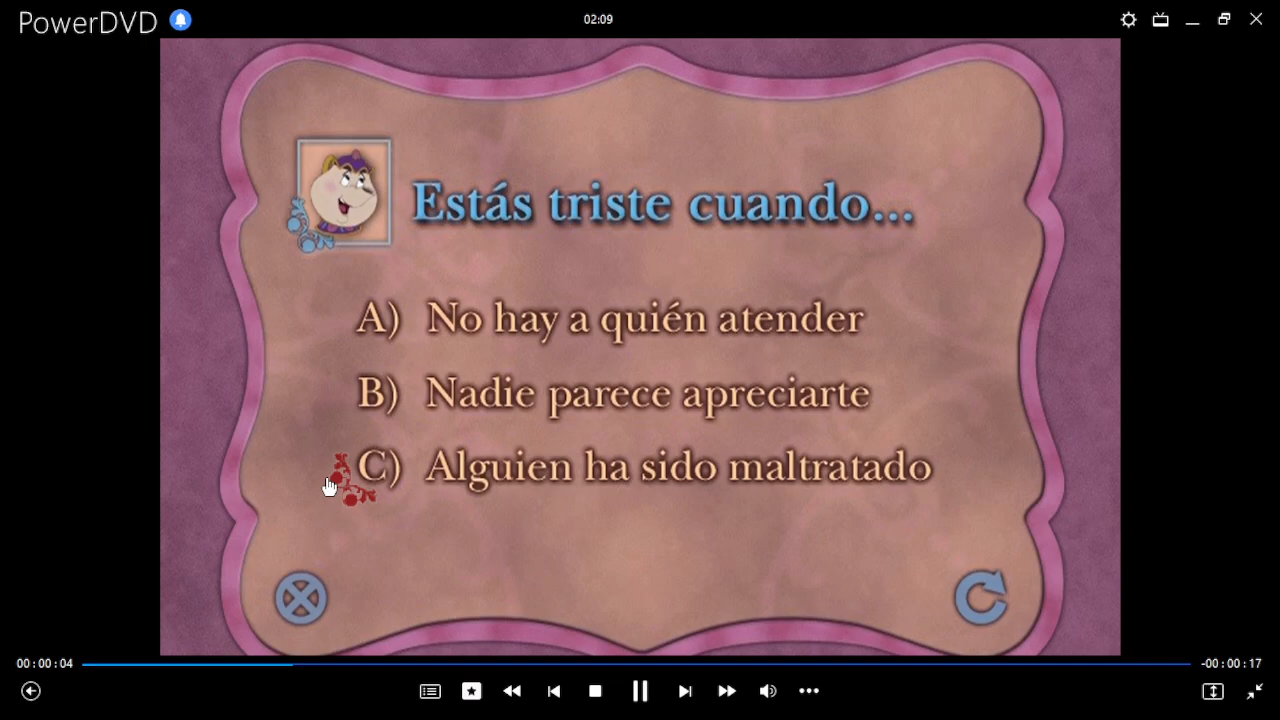 PowerDVD
02:09
Estás triste cuando...
A) No hay a quién atender
B) Nadie parece apreciarte
C) Alguien ha sido maltratado
00:00:04
-00:00:17